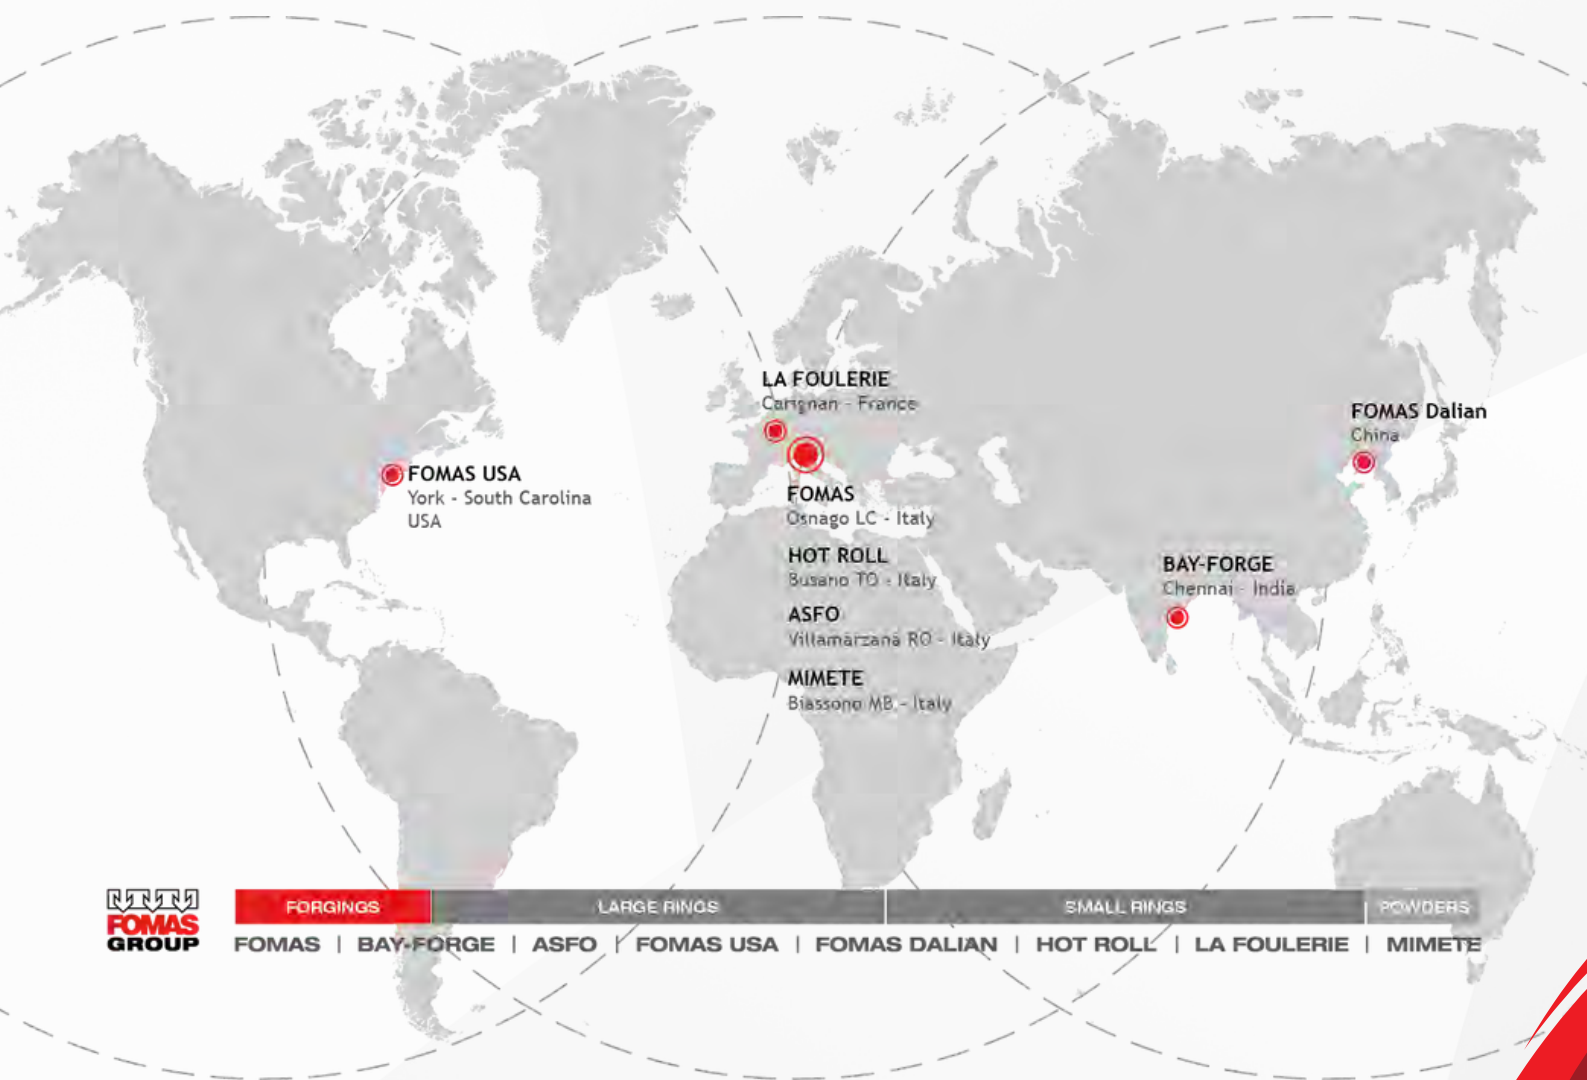 LA FOULERIE
Carignan - France
FOMAS Dalian
China
FOMAS USA
York - South Carolina
USA
FOMAS
Osnago LC - Italy
HOT ROLL
Busano TO - Italy
BAY-FORGE
Chennai - India
ASFO
Villamarzana RO - Italy
MIMETE
Biassono MB - Italy
FOMAS
GROUP
FORGINGS
LARGE RINGS
SMALL RINGS
POWDERS
FOMAS | BAY-FORGE | ASFO | FOMAS USA | FOMAS DALIAN | HOT ROLL | LA FOULERIE | MIMETE